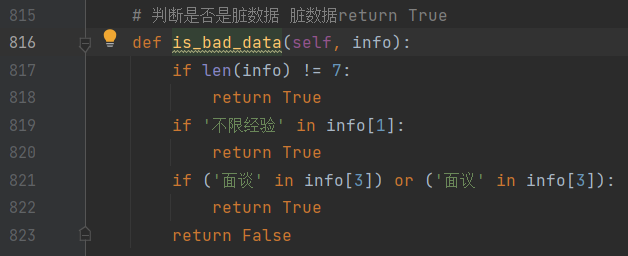 815 # 判断是否是脏数据 脏数据return True
816 def is_bad_data(self, info):
817 if len(info) != 7:
818 return True
819 if '不限经验' in info[1]:
820 return True
821 if ('面谈' in info[3]) or ('面议' in info[3]):
822 return True
823 return False